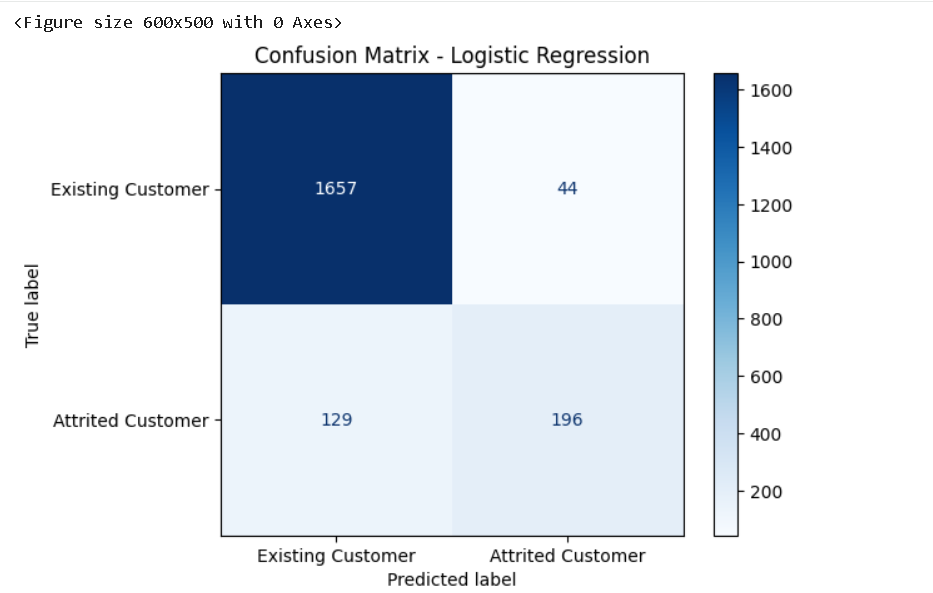 <Figure size 600x500 with 0 Axes>
Confusion Matrix - Logistic Regression
1600
1400
1200
1000
800
600
400
200
Existing Customer
1657
44
True label
Attrited Customer
129
196
Existing Customer
Attrited Customer
Predicted label